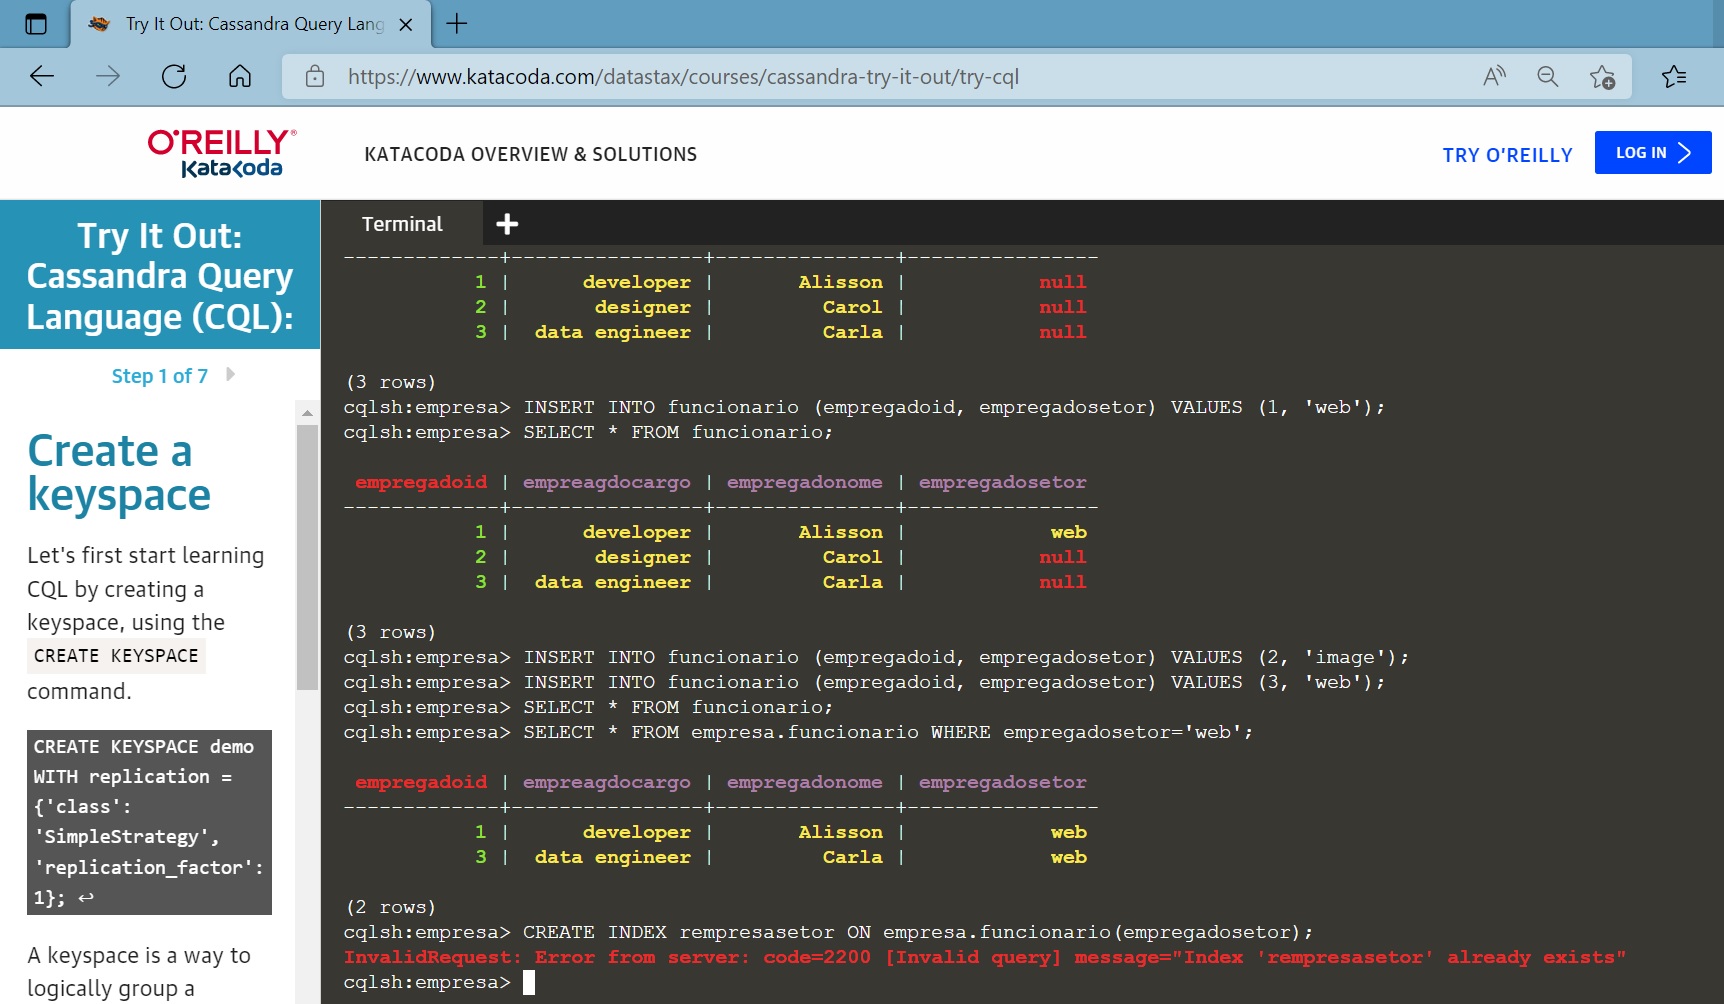 Try It Out: Cassandra Query Lang
https://www.katacoda.com/datastax/courses/cassandra-try-it-out/try-cql
O'REILLY®
Katacoda
KATACODA OVERVIEW & SOLUTIONS
TRY O'REILLY
LOG IN
Try It Out:
Cassandra Query
Language (CQL):
Step 1 of 7
Create a
keyspace
Let's first start learning
CQL by creating a
keyspace, using the
CREATE KEYSPACE
command.
CREATE KEYSPACE demo
WITH replication =
{'class':
'SimpleStrategy',
'replication_factor':
1}; ↩
A keyspace is a way to
logically group a
Terminal
-------------+----------------+---------------+----------------
1 | developer | Alisson | null
2 | designer | Carol | null
3 | data engineer | Carla | null
(3 rows)
cqlsh:empresa> INSERT INTO funcionario (empregadoid, empregadosetor) VALUES (1, 'web');
cqlsh:empresa> SELECT * FROM funcionario;
empregadoid | empreagdocargo | empregadonome | empregadosetor
-------------+----------------+---------------+----------------
1 | developer | Alisson | web
2 | designer | Carol | null
3 | data engineer | Carla | null
(3 rows)
cqlsh:empresa> INSERT INTO funcionario (empregadoid, empregadosetor) VALUES (2, 'image');
cqlsh:empresa> INSERT INTO funcionario (empregadoid, empregadosetor) VALUES (3, 'web');
cqlsh:empresa> SELECT * FROM funcionario;
cqlsh:empresa> SELECT * FROM empresa.funcionario WHERE empregadosetor='web';
empregadoid | empreagdocargo | empregadonome | empregadosetor
-------------+----------------+---------------+----------------
1 | developer | Alisson | web
3 | data engineer | Carla | web
(2 rows)
cqlsh:empresa> CREATE INDEX rempresasetor ON empresa.funcionario(empregadosetor);
InvalidRequest: Error from server: code=2200 [Invalid query] message="Index 'rempresasetor' already exists"
cqlsh:empresa>